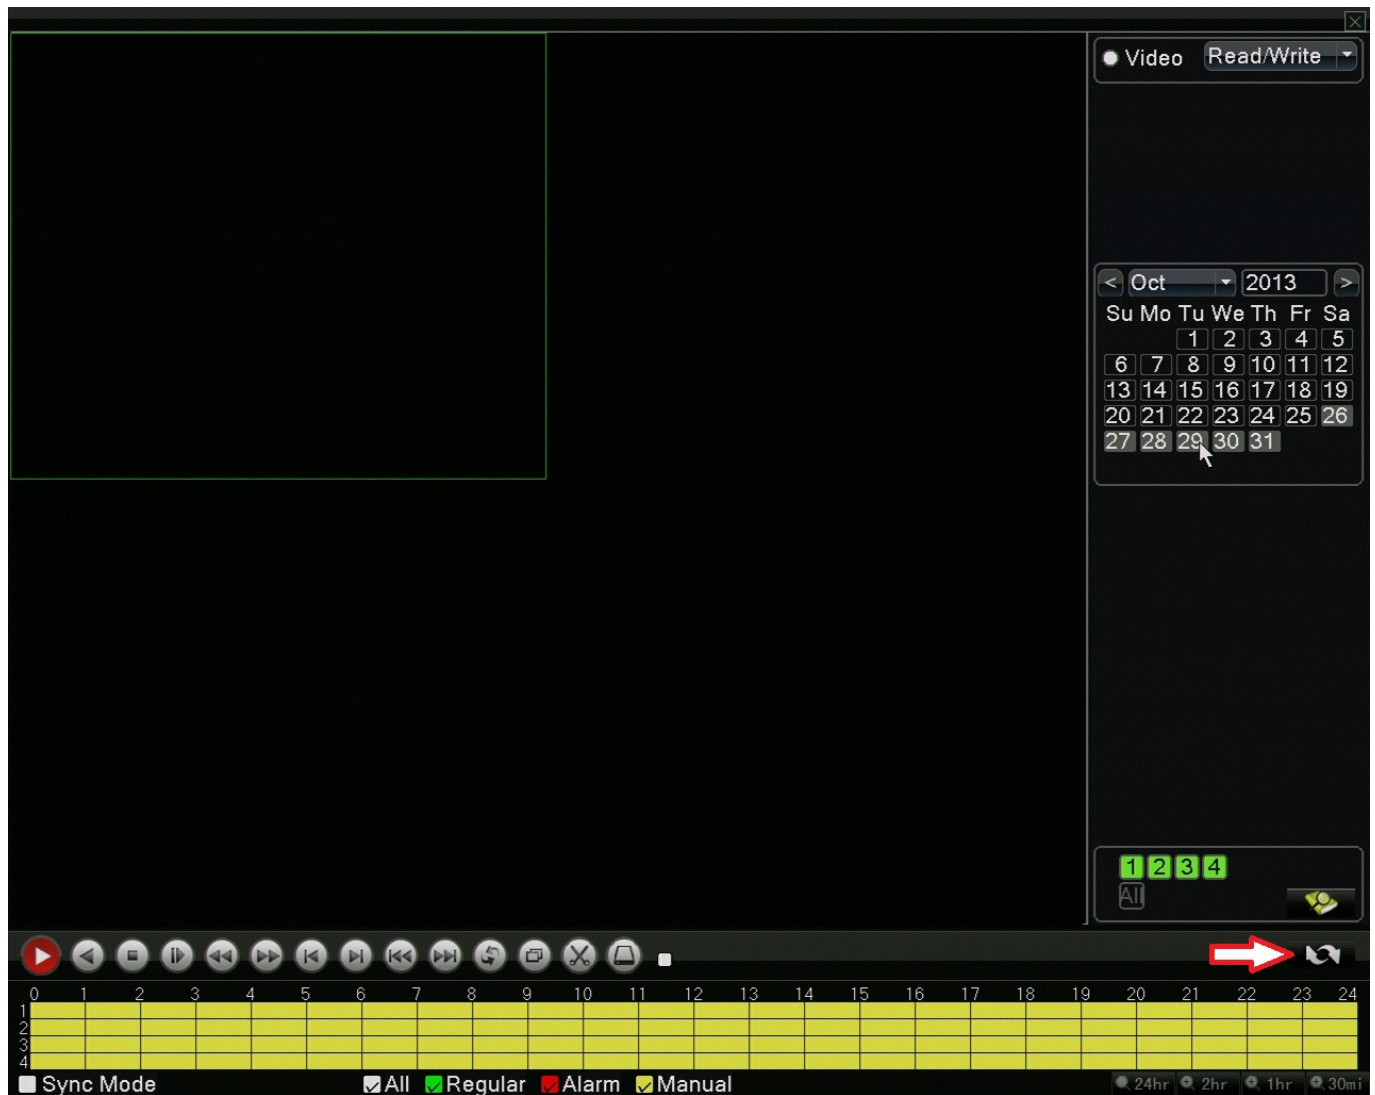 Video Read/Write
< Oct 2013 >
Su Mo Tu We Th Fr Sa
1 2 3 4 5
6 7 8 9 10 11 12
13 14 15 16 17 18 19
20 21 22 23 24 25 26
27 28 29 30 31
1 2 3 4
All
0 1 2 3 4 5 6 7 8 9 10 11 12 13 14 15 16 17 18 19 20 21 22 23 24
1
2
3
4
Sync Mode All Regular Alarm Manual 24hr 2hr 1hr 30mi